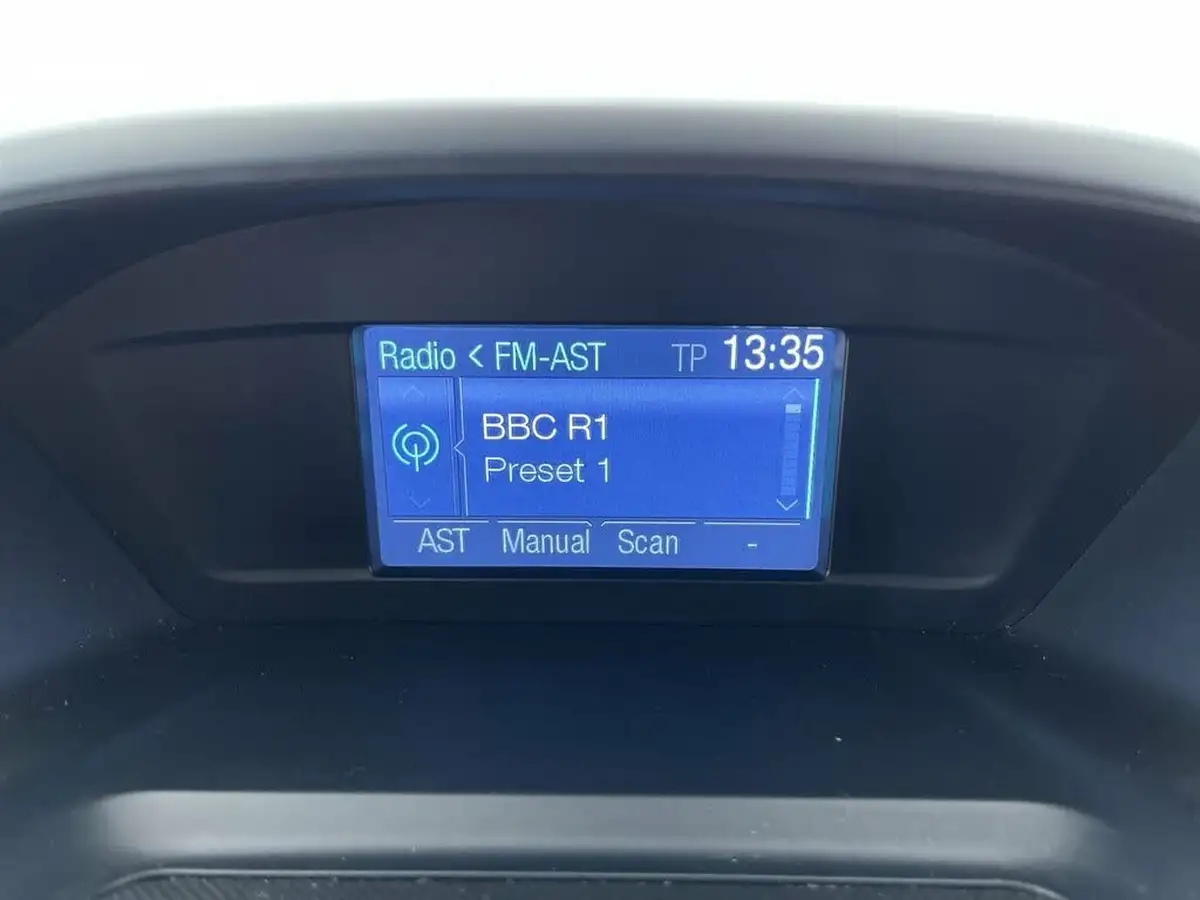 Radio < FM-AST TP 13:35
BBC R1
Preset 1
AST Manual Scan -